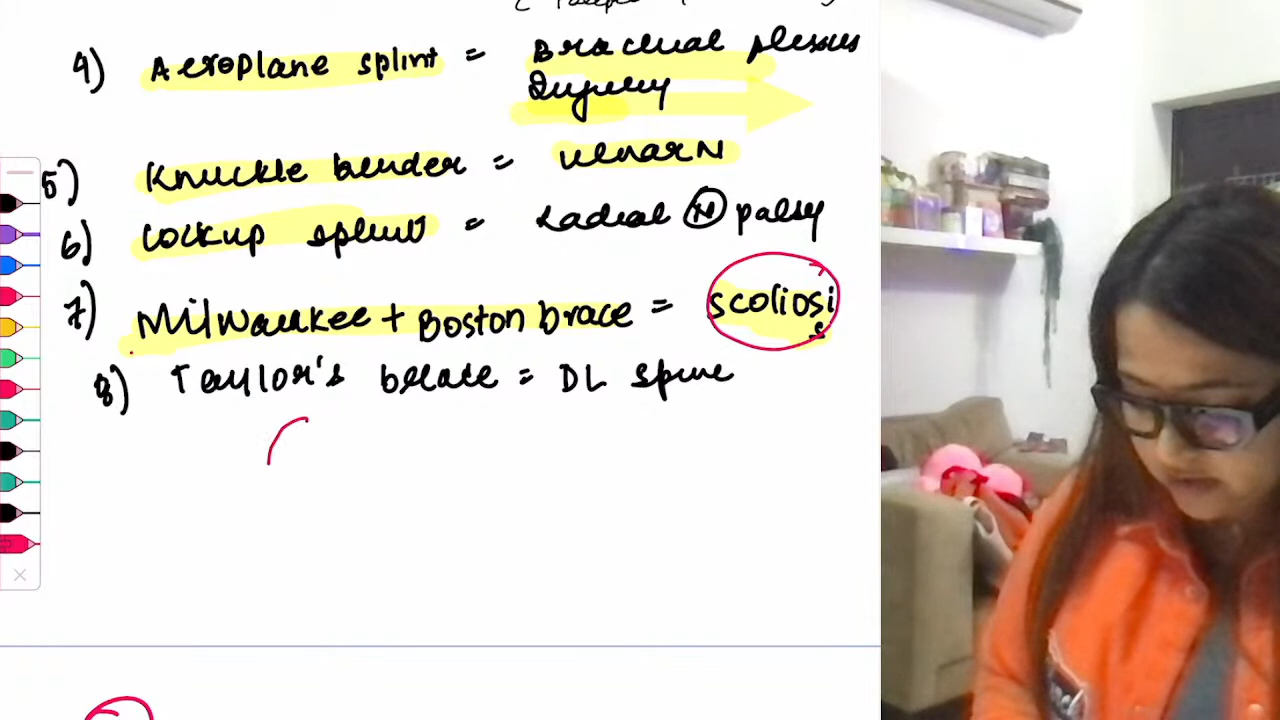 4) Aeroplane splint = Brachial plexus
Injury
5) Knuckle bender = ulnar N
6) Cockup splint = radial N palsy
7) Milwaukee + Boston brace = scoliosis
8) Taylor's brace = DL spine